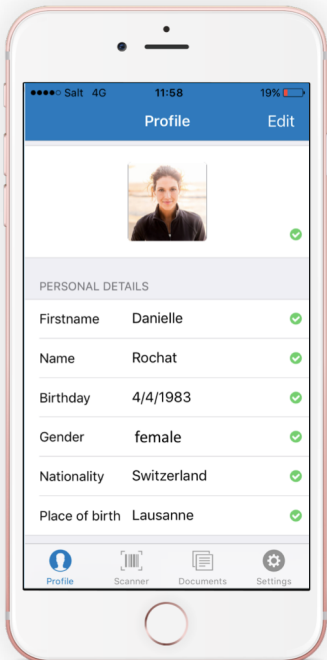 Salt 4G 11:58 19%
Profile Edit
PERSONAL DETAILS
Firstname Danielle
Name Rochat
Birthday 4/4/1983
Gender female
Nationality Switzerland
Place of birth Lausanne
Profile Scanner Documents Settings